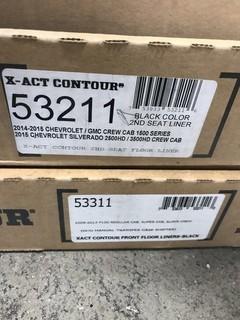 X-ACT CONTOUR®
53211
BLACK COLOR
2ND SEAT LINER
2014-2015 CHEVROLET / GMC CREW CAB 1500 SERIES
2015 CHEVROLET SILVERADO 2500HD / 3500HD CREW CAB
X-ACT CONTOUR 2ND SEAT FLOOR LINER
OUR®
53311
XACT CONTOUR FRONT FLOOR LINERS-BLACK